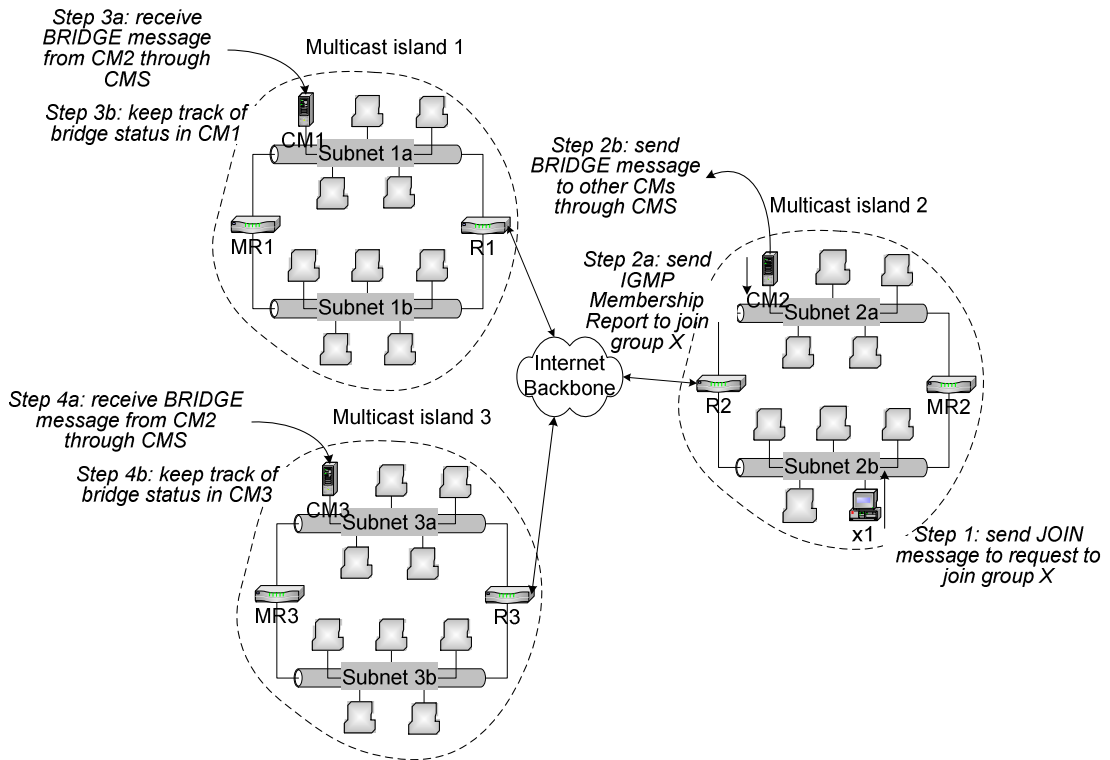 Step 3a: receive
BRIDGE message
from CM2 through
CMS
Step 3b: keep track of
bridge status in CM1
Multicast island 1
CM1
Subnet 1a
MR1
R1
Subnet 1b
Step 2b: send
BRIDGE message
to other CMs
through CMS
Multicast island 2
Step 2a: send
IGMP
Membership
Report to join
group X
CM2
Subnet 2a
Internet
Backbone
R2
MR2
Subnet 2b
x1
Step 1: send JOIN
message to request to
join group X
Step 4a: receive BRIDGE
message from CM2
through CMS
Step 4b: keep track of
bridge status in CM3
Multicast island 3
CM3
Subnet 3a
MR3
R3
Subnet 3b